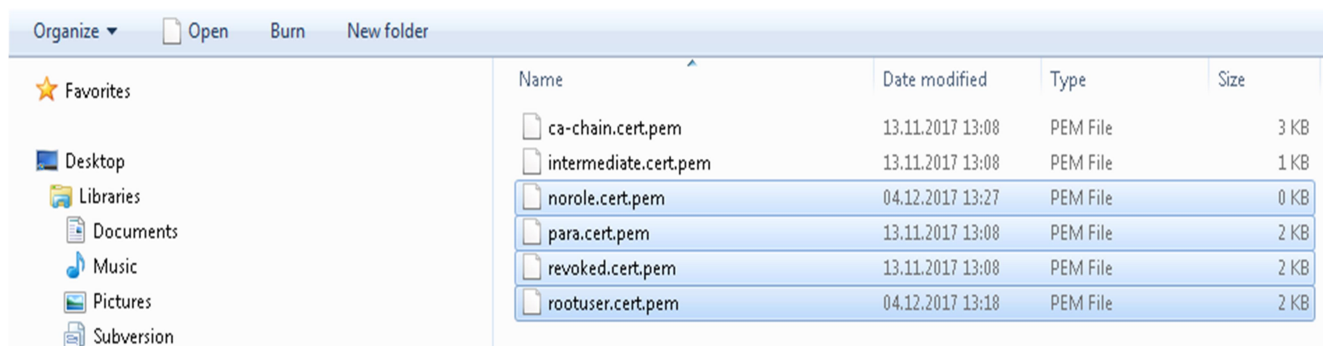 Organize Open Burn New folder
Favorites
Desktop
Libraries
Documents
Music
Pictures
Subversion
Name Date modified Type Size
ca-chain.cert.pem 13.11.2017 13:08 PEM File 3 KB
intermediate.cert.pem 13.11.2017 13:08 PEM File 1 KB
norole.cert.pem 04.12.2017 13:27 PEM File 0 KB
para.cert.pem 13.11.2017 13:08 PEM File 2 KB
revoked.cert.pem 13.11.2017 13:08 PEM File 2 KB
rootuser.cert.pem 04.12.2017 13:18 PEM File 2 KB